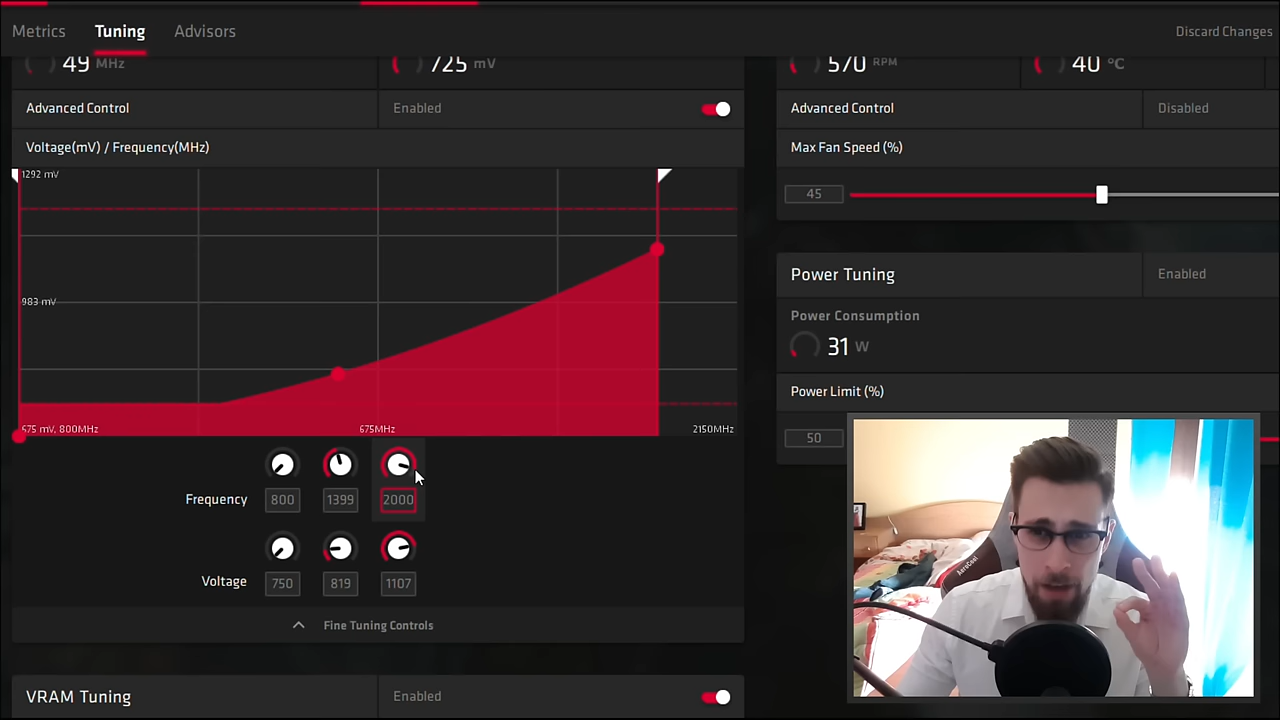 Metrics Tuning Advisors Discard Changes
49 MHz 725 mV 570 RPM 40 °C
Advanced Control Enabled
Voltage(mV) / Frequency(MHz)
1292 mV
983 mV
675 mV, 800MHz 675MHz 2150MHz
Frequency 800 1399 2000
Voltage 750 819 1107
Fine Tuning Controls
VRAM Tuning Enabled
Advanced Control Disabled
Max Fan Speed (%)
45
Power Tuning Enabled
Power Consumption
31 W
Power Limit (%)
50
AeroCool